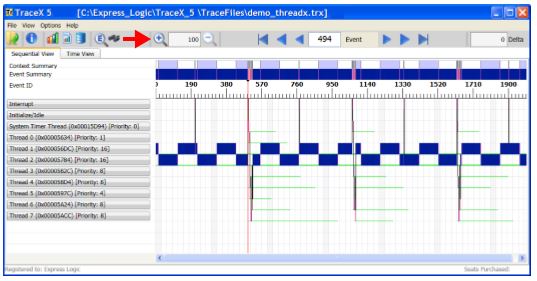 TraceX 5 [C:\Express_Logic\TraceX_5 \TraceFiles\demo_threadx.trx]
File View Options Help
100 494 Event 0 Delta
Sequential View Time View
Context Summary
Event Summary
Event ID
0 190 380 570 760 950 1140 1330 1520 1710 1900
Interrupt
Initialize/Idle
System Timer Thread (0x00015D94) [Priority: 0]
Thread 0 (0x00005634) [Priority: 1]
Thread 1 (0x000056DC) [Priority: 16]
Thread 2 (0x00005784) [Priority: 16]
Thread 3 (0x0000582C) [Priority: 8]
Thread 4 (0x000058D4) [Priority: 8]
Thread 5 (0x0000597C) [Priority: 4]
Thread 6 (0x00005A24) [Priority: 8]
Thread 7 (0x00005ACC) [Priority: 8]
Registered to: Express Logic Seats Purchased: